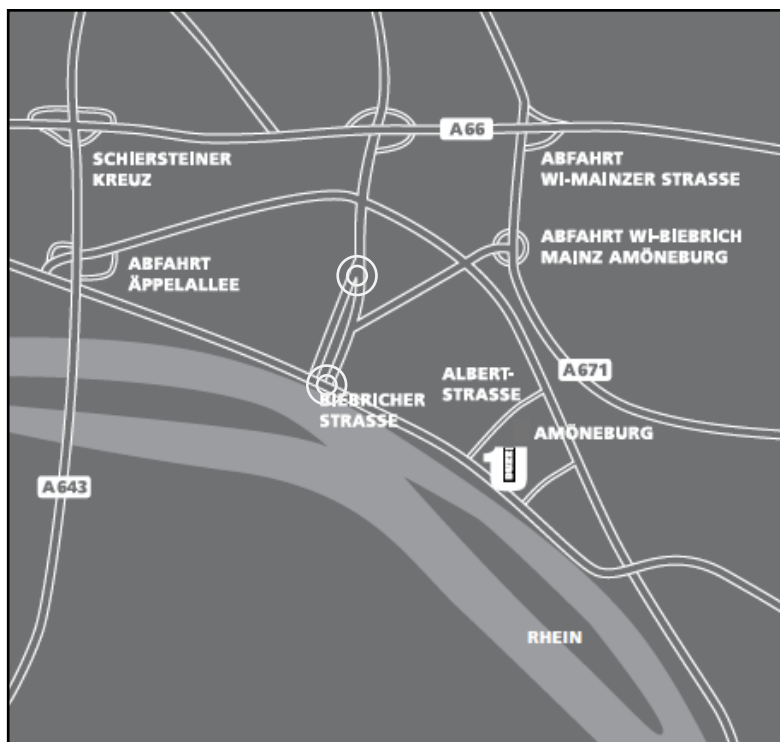 A66
SCHIERSTEINER
KREUZ
ABFAHRT
WI-MAINZER STRASSE
ABFAHRT WI-BIEBRICH
MAINZ AMÖNEBURG
ABFAHRT
ÄPPELALLEE
A671
ALBERT-
STRASSE
BIEBRICHER
STRASSE
AMÖNEBURG
A643
RHEIN